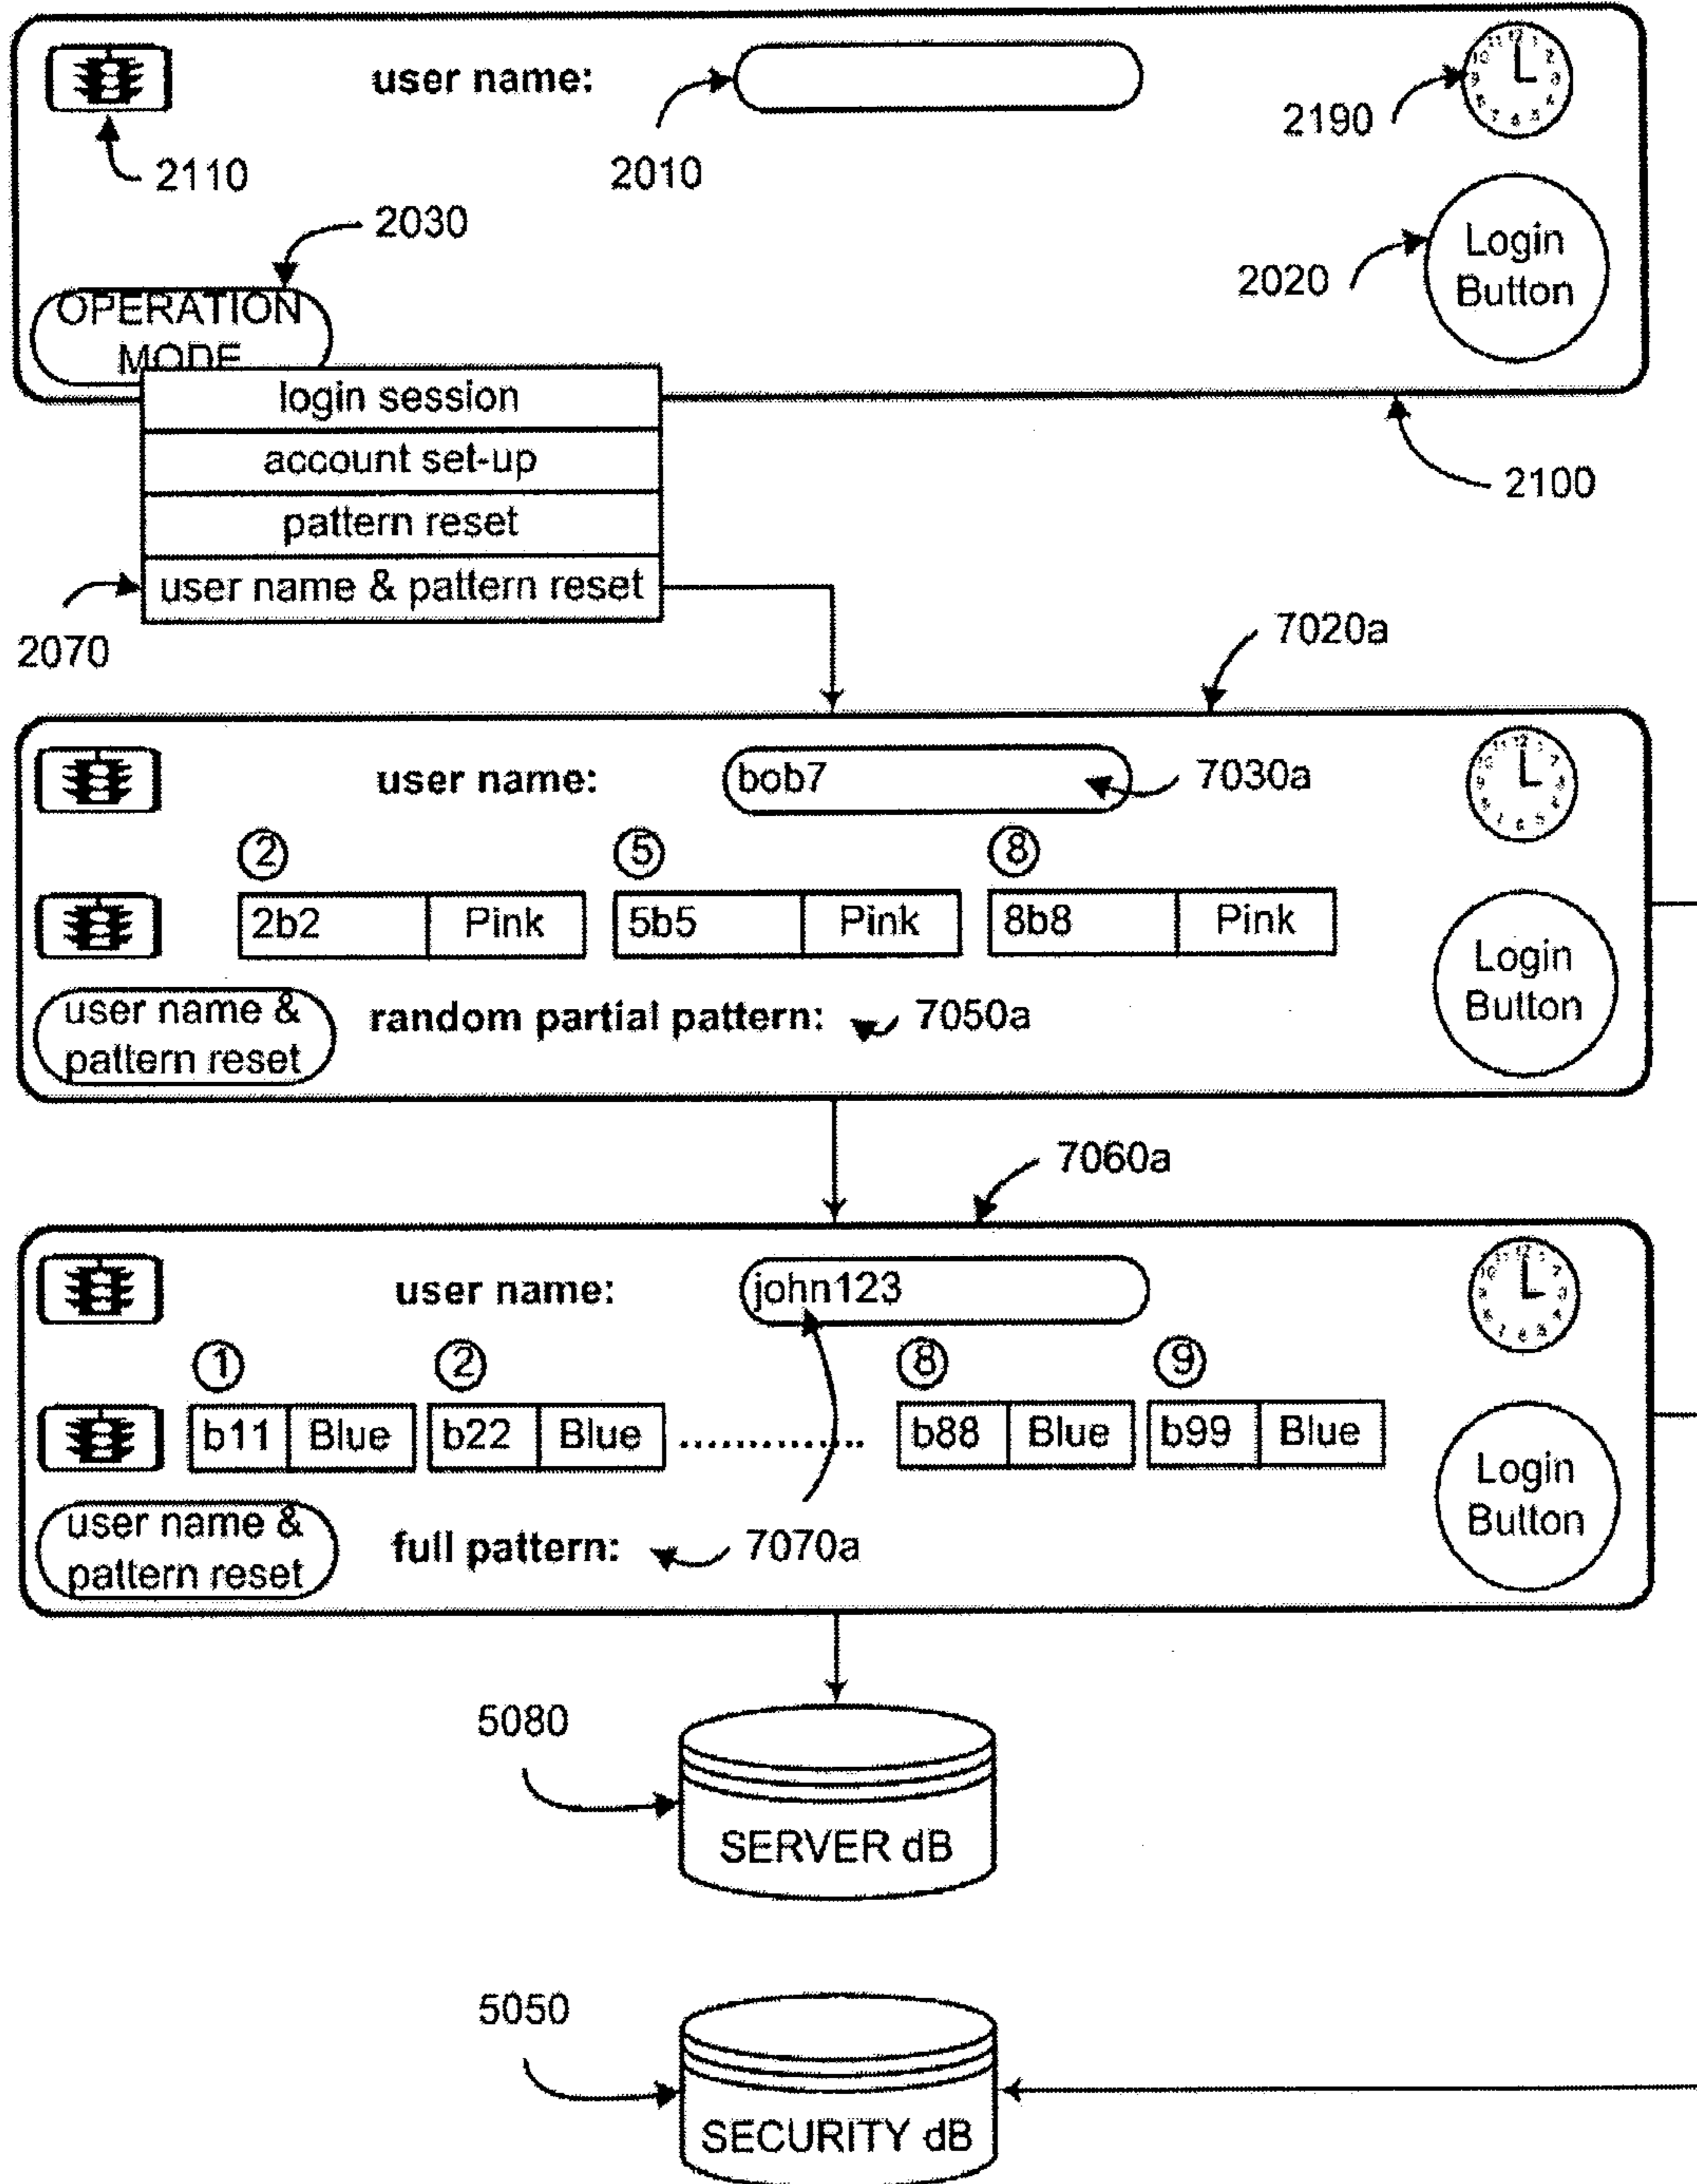 user name:
2190
2110
2010
2030
Login
Button
2020
OPERATION
MODE
login session
account set-up
2100
pattern reset
user name & pattern reset
2070
7020a
user name:
bob7
7030a
2
5
8
2b2
Pink
5b5
Pink
8b8
Pink
Login
Button
user name &
pattern reset
random partial pattern:
7050a
7060a
user name:
john123
1
2
8
9
b11
Blue
b22
Blue
..............
b88
Blue
b99
Blue
Login
Button
user name &
pattern reset
full pattern:
7070a
5080
SERVER dB
5050
SECURITY dB